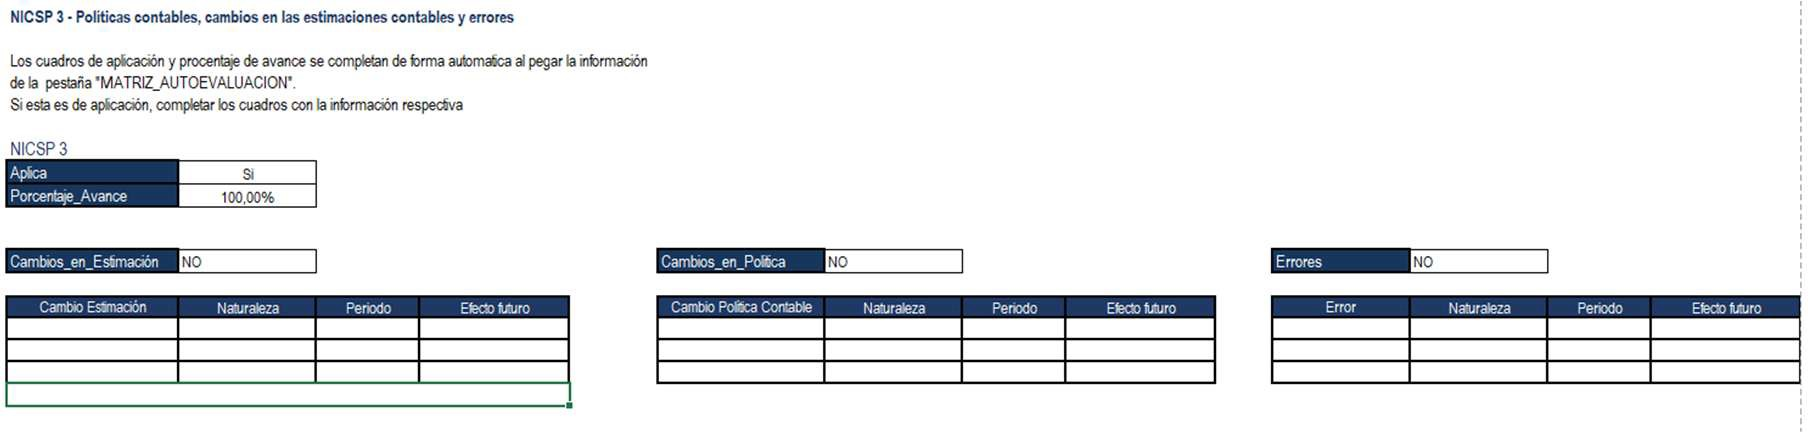 NICSP 3 - Políticas contables, cambios en las estimaciones contables y errores
Los cuadros de aplicación y procentaje de avance se completan de forma automatica al pegar la información
de la pestaña "MATRIZ_AUTOEVALUACION".
Si esta es de aplicación, completar los cuadros con la información respectiva
NICSP 3
Aplica Si
Porcentaje_Avance 100,00%
Cambios_en_Estimación NO
Cambio Estimación Naturaleza Periodo Efecto futuro
Cambios_en_Politica NO
Cambio Política Contable Naturaleza Periodo Efecto futuro
Errores NO
Error Naturaleza Periodo Efecto futuro